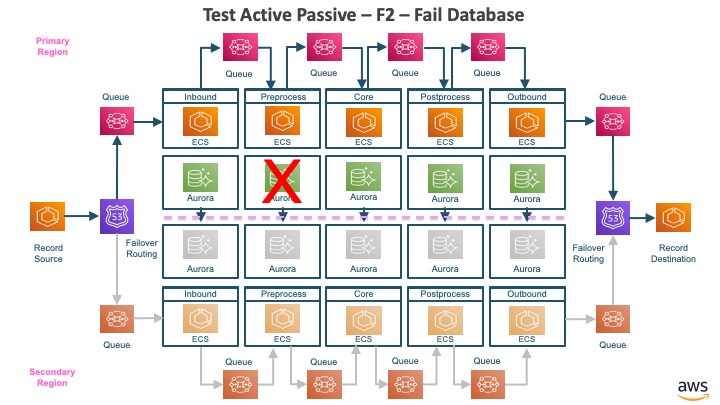 Test Active Passive – F2 – Fail Database
Primary
Region
Queue
Queue
Queue
Queue
Queue
Inbound
Preprocess
Core
Postprocess
Outbound
Queue
ECS
ECS
ECS
ECS
ECS
Aurora
Aurora
Aurora
Aurora
Aurora
53
53
Record
Source
Failover
Routing
Failover
Routing
Record
Destination
Aurora
Aurora
Aurora
Aurora
Aurora
Inbound
Preprocess
Core
Postprocess
Outbound
Queue
ECS
ECS
ECS
ECS
ECS
Queue
Queue
Queue
Queue
Queue
Secondary
Region
aws